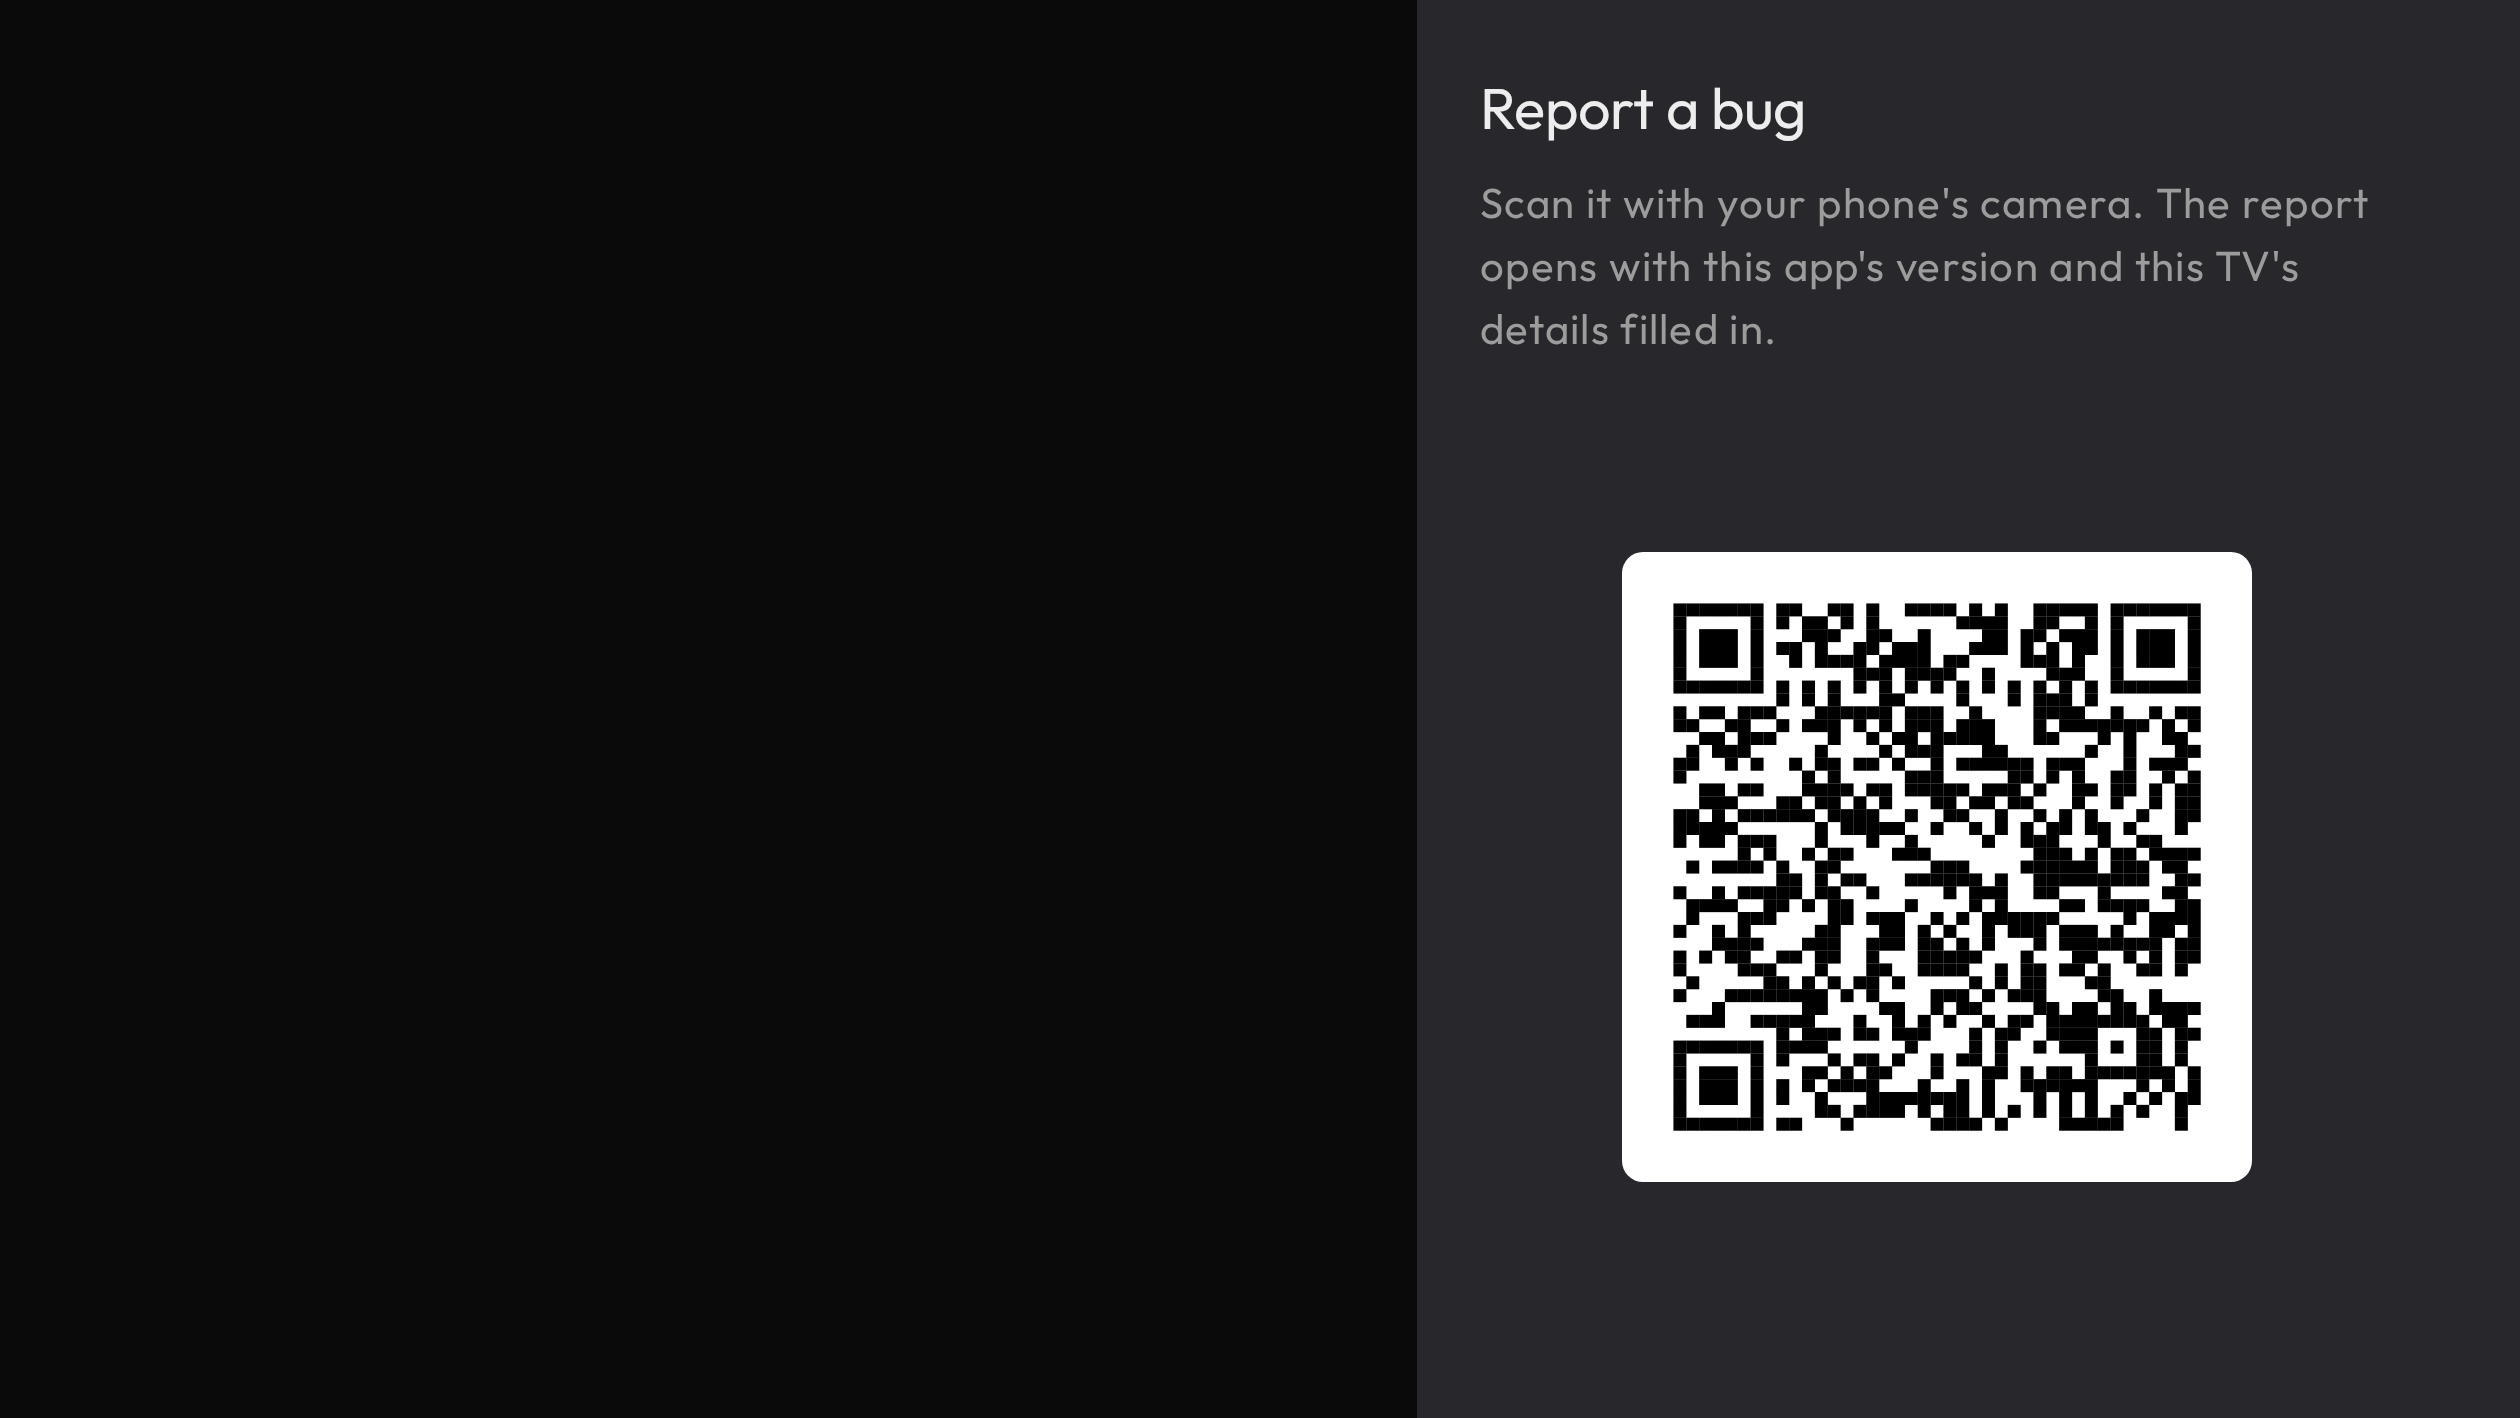 Report a bug
Scan it with your phone's camera. The report
opens with this app's version and this TV's
details filled in.